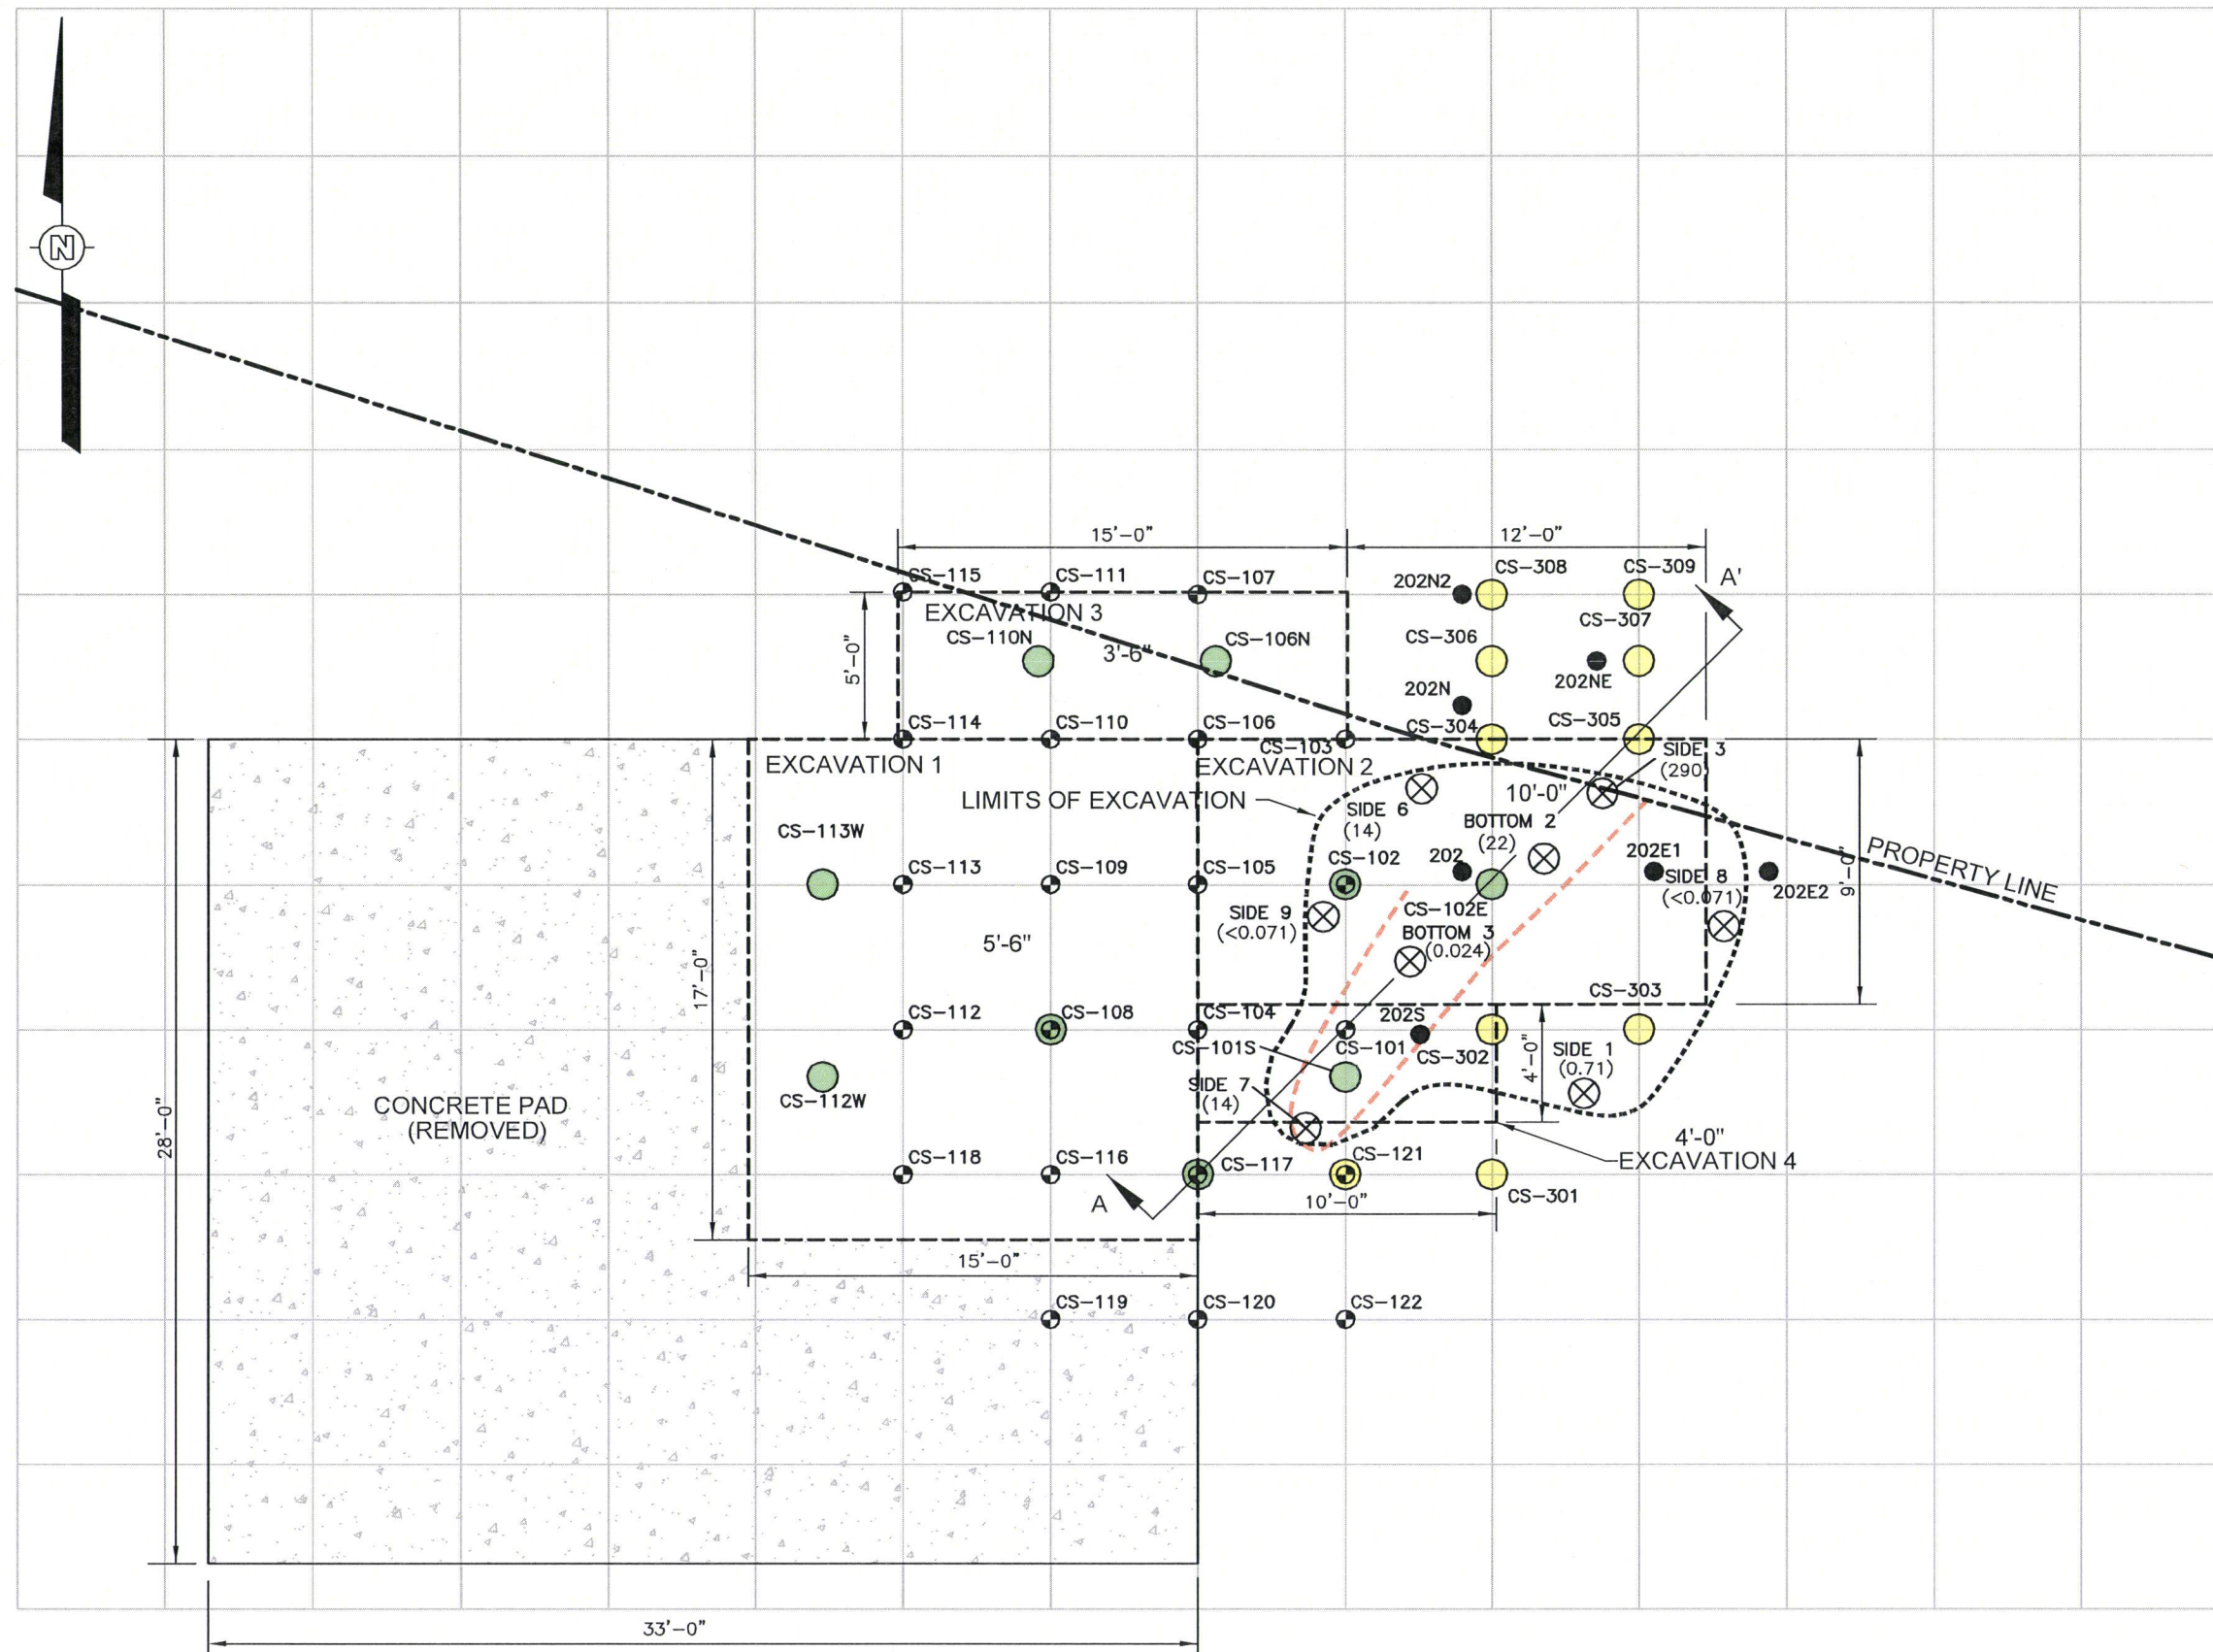 N
15'-0"
12'-0"
CS-115
CS-111
CS-107
202N2
CS-308
CS-309
A'
EXCAVATION 3
CS-307
CS-110N
3'-6"
CS-106N
CS-306
5'-0"
202N
202NE
CS-114
CS-110
CS-106
CS-103
CS-304
CS-305
EXCAVATION 1
EXCAVATION 2
SIDE 3
(290)
LIMITS OF EXCAVATION
SIDE 6
(14)
10'-0"
BOTTOM 2
(22)
CS-113W
CS-113
CS-109
CS-105
CS-102
202
202E1
SIDE 8
(<0.071)
202E2
9'-0"
PROPERTY LINE
SIDE 9
(<0.071)
CS-102E
BOTTOM 3
(0.024)
5'-6"
17'-0"
CS-303
CS-112
CS-108
CS-104
202S
CS-101S
CS-101
CS-302
4'-0"
SIDE 1
(0.71)
SIDE 7
(14)
CS-112W
CONCRETE PAD
(REMOVED)
28'-0"
4'-0"
EXCAVATION 4
CS-118
CS-116
CS-117
CS-121
CS-301
A
10'-0"
15'-0"
CS-119
CS-120
CS-122
33'-0"